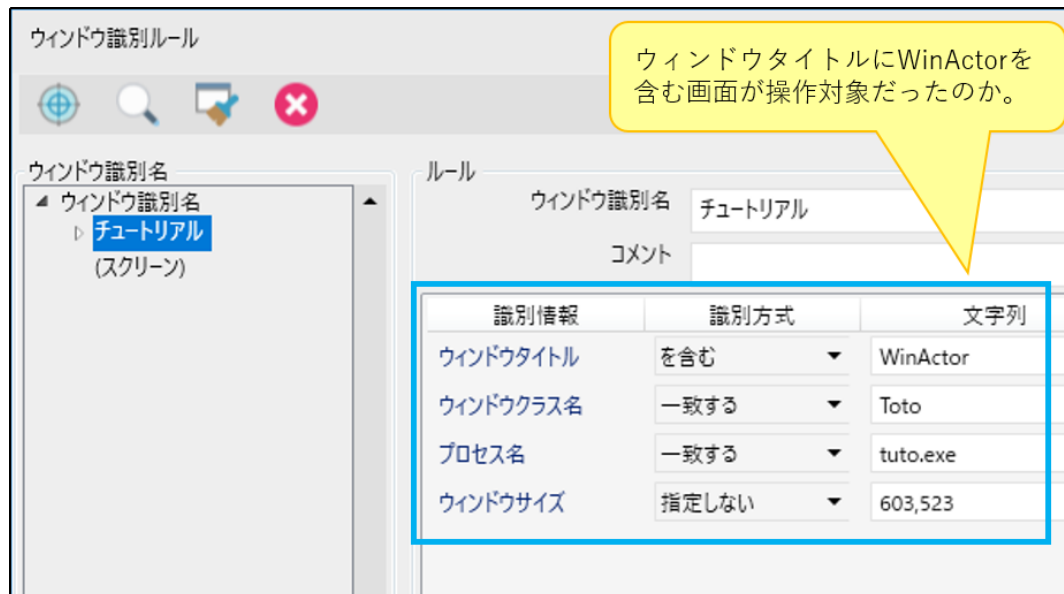 ウィンドウ識別ルール
ウィンドウタイトルにWinActorを
含む画面が操作対象だったのか。
ウィンドウ識別名
ウィンドウ識別名
チュートリアル
(スクリーン)
ルール
ウィンドウ識別名 チュートリアル
コメント
識別情報 識別方式 文字列
ウィンドウタイトル を含む WinActor
ウィンドウクラス名 一致する Toto
プロセス名 一致する tuto.exe
ウィンドウサイズ 指定しない 603,523